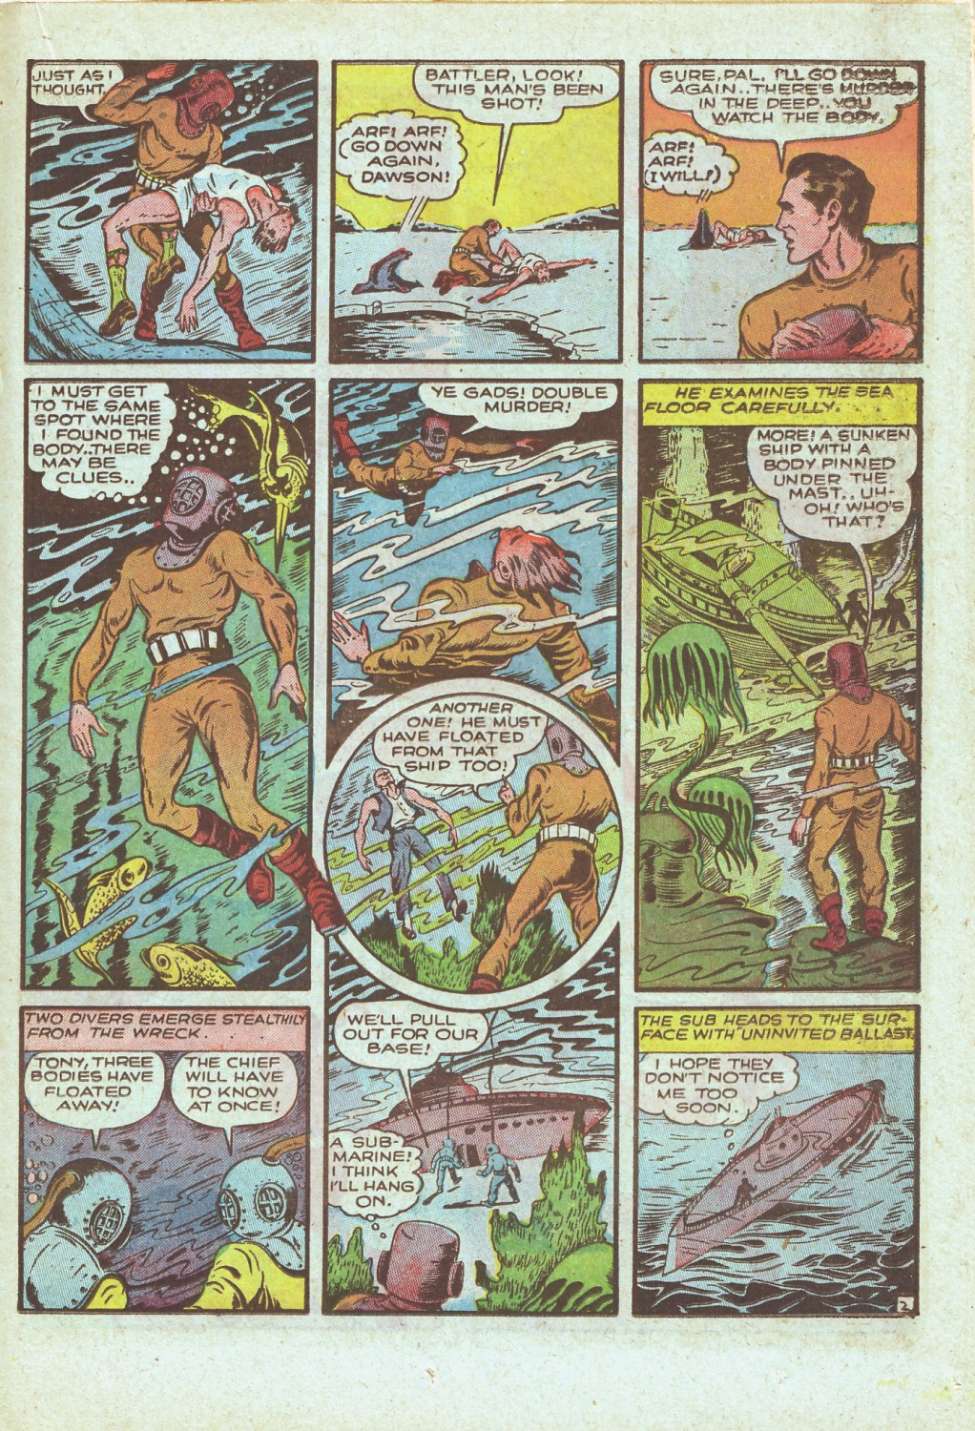 JUST AS I
THOUGHT.
BATTLER, LOOK!
THIS MAN'S BEEN
SHOT!
ARF! ARF!
GO DOWN
AGAIN,
DAWSON!
SURE, PAL. I'LL GO DOWN
AGAIN.. THERE'S MURDER
IN THE DEEP.. YOU
WATCH THE BODY.
ARF!
ARF!
(I WILL!)
I MUST GET
TO THE SAME
SPOT WHERE
I FOUND THE
BODY.. THERE
MAY BE
CLUES..
YE GADS! DOUBLE
MURDER!
ANOTHER
ONE! HE MUST
HAVE FLOATED
FROM THAT
SHIP TOO!
HE EXAMINES THE SEA
FLOOR CAREFULLY.
MORE! A SUNKEN
SHIP WITH A
BODY PINNED
UNDER THE
MAST.. UH-
OH! WHO'S
THAT?
TWO DIVERS EMERGE STEALTHILY
FROM THE WRECK.
TONY, THREE
BODIES HAVE
FLOATED
AWAY!
THE CHIEF
WILL HAVE
TO KNOW
AT ONCE!
WE'LL PULL
OUT FOR OUR
BASE!
A SUB-
MARINE!
I THINK
I'LL HANG
ON.
THE SUB HEADS TO THE SUR-
FACE WITH UNINVITED BALLAST.
I HOPE THEY
DON'T NOTICE
ME TOO
SOON.
2